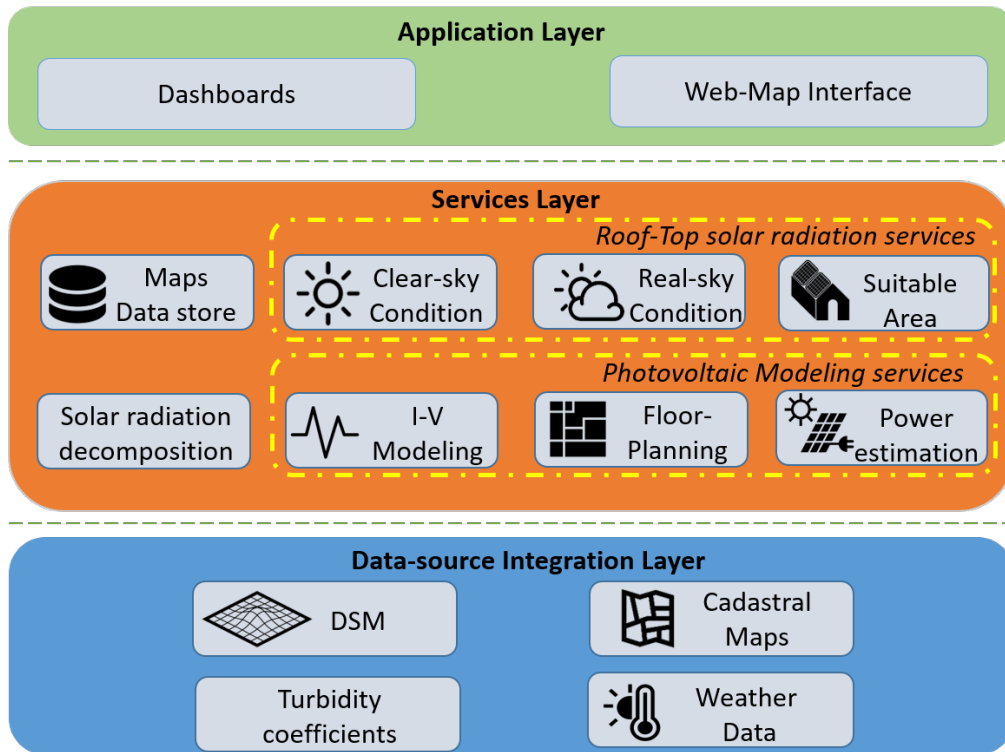 Application Layer
Dashboards
Web-Map Interface
Services Layer
Roof-Top solar radiation services
Maps
Data store
Clear-sky
Condition
Real-sky
Condition
Suitable
Area
Photovoltaic Modeling services
Solar radiation
decomposition
I-V
Modeling
Floor-
Planning
Power
estimation
Data-source Integration Layer
DSM
Cadastral
Maps
Turbidity
coefficients
Weather
Data